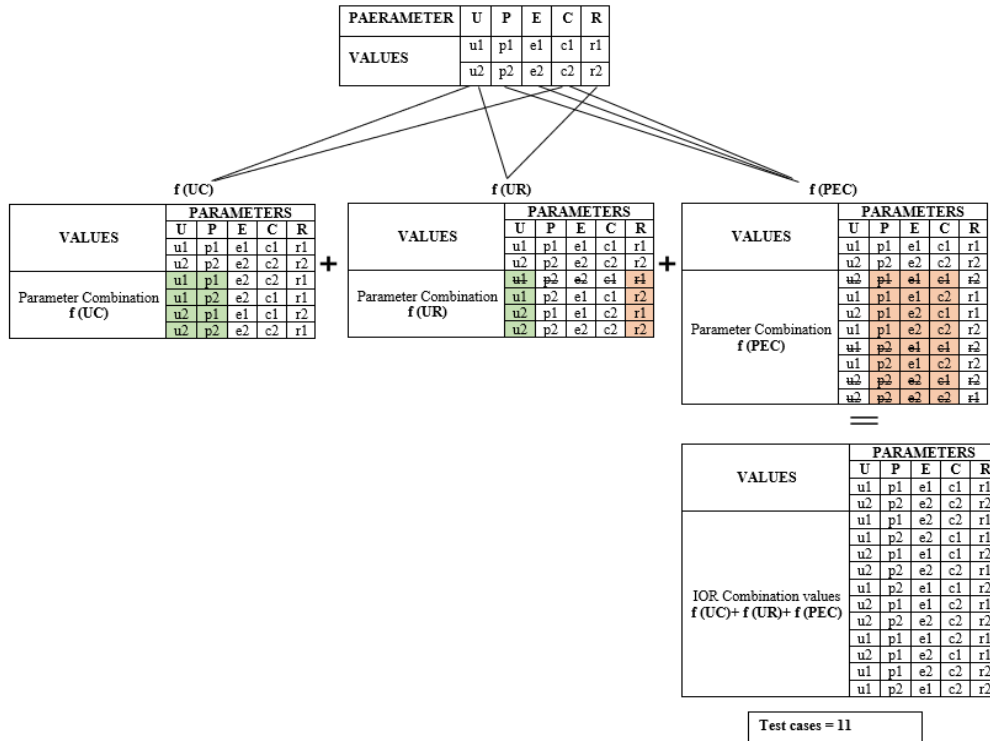 PAERAMETER U P E C R
VALUES
u1 p1 e1 c1 r1
u2 p2 e2 c2 r2
f (UC)
PARAMETERS
VALUES
U P E C R
u1 p1 e1 c1 r1
u2 p2 e2 c2 r2
Parameter Combination
f (UC)
u1 p1 e2 c2 r1
u1 p2 e2 c1 r1
u2 p1 e1 c1 r2
u2 p2 e2 c2 r1
+
f (UR)
PARAMETERS
VALUES
U P E C R
u1 p1 e1 c1 r1
u2 p2 e2 c2 r2
Parameter Combination
f (UR)
u1 p2 e2 c1 r1
u1 p2 e1 c1 r2
u2 p1 e1 c2 r1
u2 p2 e2 c2 r2
+
f (PEC)
PARAMETERS
VALUES
U P E C R
u1 p1 e1 c1 r1
u2 p2 e2 c2 r2
Parameter Combination
f (PEC)
u2 p1 e1 c1 r2
u1 p1 e1 c2 r1
u2 p1 e2 c1 r1
u1 p1 e2 c2 r2
u1 p2 e1 c1 r2
u1 p2 e1 c2 r2
u2 p2 e2 c1 r2
u2 p2 e2 c2 r1
=
PARAMETERS
VALUES
U P E C R
u1 p1 e1 c1 r1
u2 p2 e2 c2 r2
IOR Combination values
f (UC)+ f (UR)+ f (PEC)
u1 p1 e2 c2 r1
u1 p2 e2 c1 r1
u2 p1 e1 c1 r2
u2 p2 e2 c2 r1
u1 p2 e1 c1 r2
u2 p1 e1 c2 r1
u2 p2 e2 c2 r2
u1 p1 e1 c2 r1
u2 p1 e2 c1 r1
u1 p1 e2 c2 r2
u1 p2 e1 c2 r2
Test cases = 11